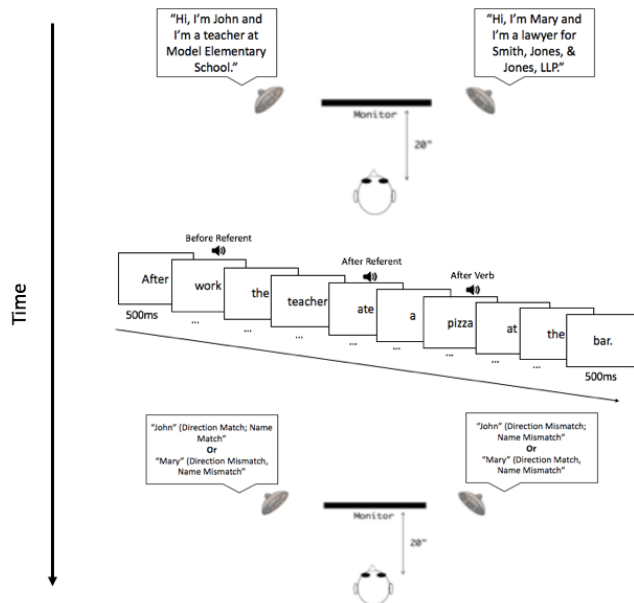 “Hi, I’m John and
I’m a teacher at
Model Elementary
School.”
“Hi, I’m Mary and
I’m a lawyer for
Smith, Jones, &
Jones, LLP.”
Monitor
20"
Time
Before Referent
After Referent
After Verb
After
work
the
teacher
ate
a
pizza
at
the
bar.
500ms
...
...
...
...
...
...
...
...
500ms
“John” (Direction Match; Name
Match”
Or
“Mary” (Direction Mismatch,
Name Mismatch”
“John” (Direction Mismatch;
Name Mismatch”
Or
“Mary” (Direction Match,
Name Mismatch”
Monitor
20"